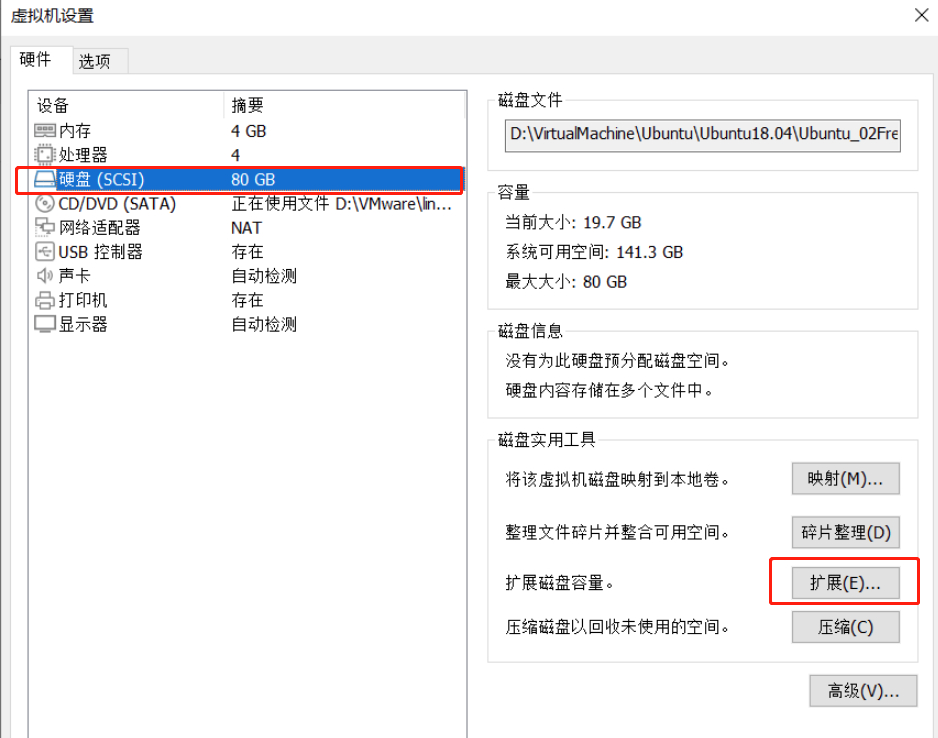 虚拟机设置
硬件 选项
设备 摘要
内存 4 GB
处理器 4
硬盘 (SCSI) 80 GB
CD/DVD (SATA) 正在使用文件 D:\VMware\lin...
网络适配器 NAT
USB 控制器 存在
声卡 自动检测
打印机 存在
显示器 自动检测
磁盘文件
D:\VirtualMachine\Ubuntu\Ubuntu18.04\Ubuntu_02Fre
容量
当前大小: 19.7 GB
系统可用空间: 141.3 GB
最大大小: 80 GB
磁盘信息
没有为此硬盘预分配磁盘空间。
硬盘内容存储在多个文件中。
磁盘实用工具
将该虚拟机磁盘映射到本地卷。 映射(M)...
整理文件碎片并整合可用空间。 碎片整理(D)
扩展磁盘容量。 扩展(E)...
压缩磁盘以回收未使用的空间。 压缩(C)
高级(V)...